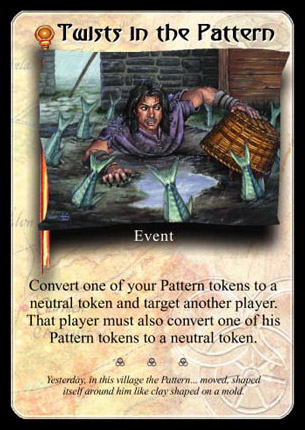 Twists in the Pattern
Event
Convert one of your Pattern tokens to a
neutral token and target another player.
That player must also convert one of his
Pattern tokens to a neutral token.
Yesterday, in this village the Pattern... moved, shaped
itself around him like clay shaped on a mold.